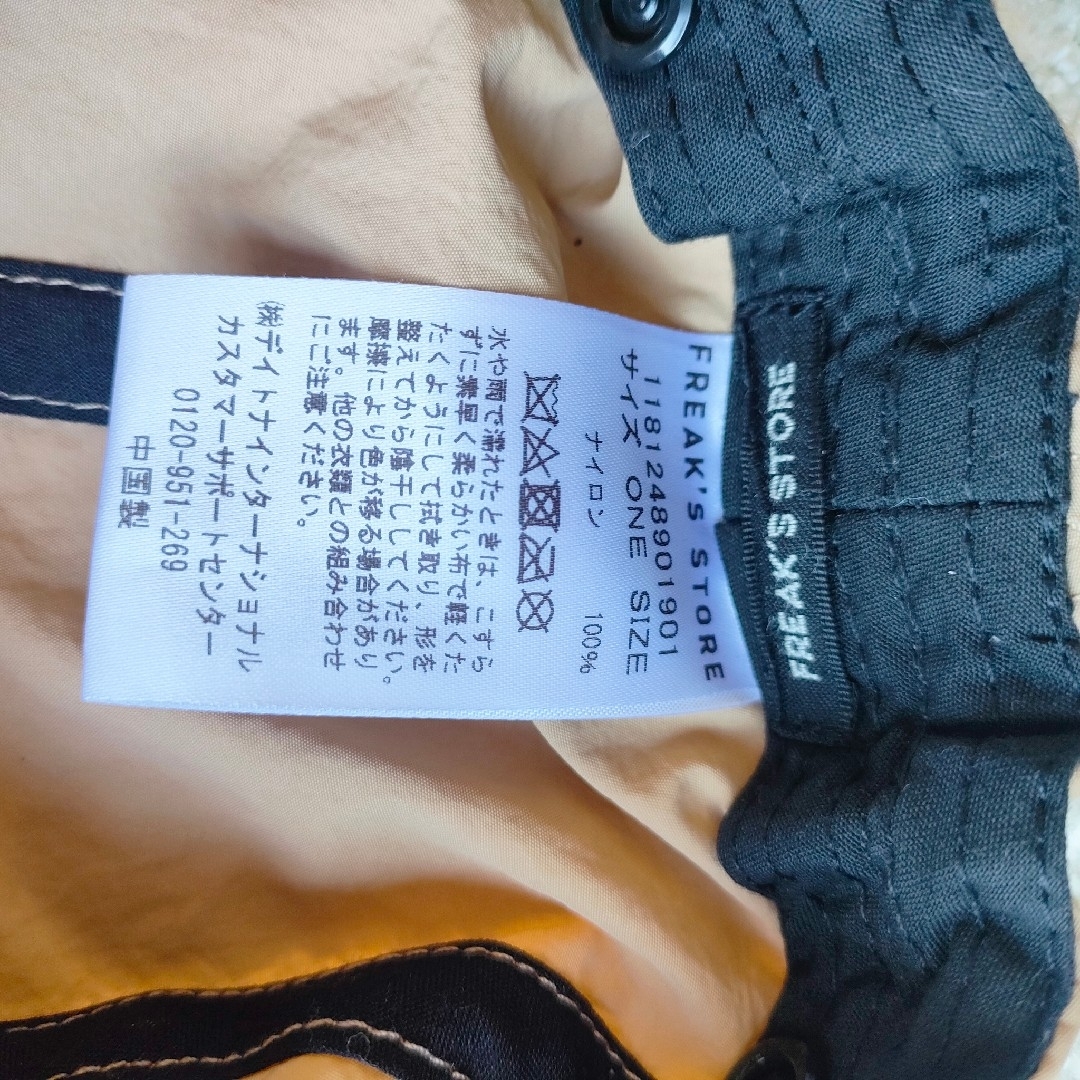 FREAK'S STORE
FREAK'S STORE
11812489901901
サイズ ONE SIZE
ナイロン 100%
水や雨で濡れたときは、こすら
ずに素早く柔らかい布で軽くた
たくようにして拭き取り、形を
整えてから陰干ししてください。
摩擦により色が移る場合があり
ます。他の衣類との組み合わせ
にご注意ください。
㈱デイトナインターナショナル
カスタマーサポートセンター
0120-951-269
中国製